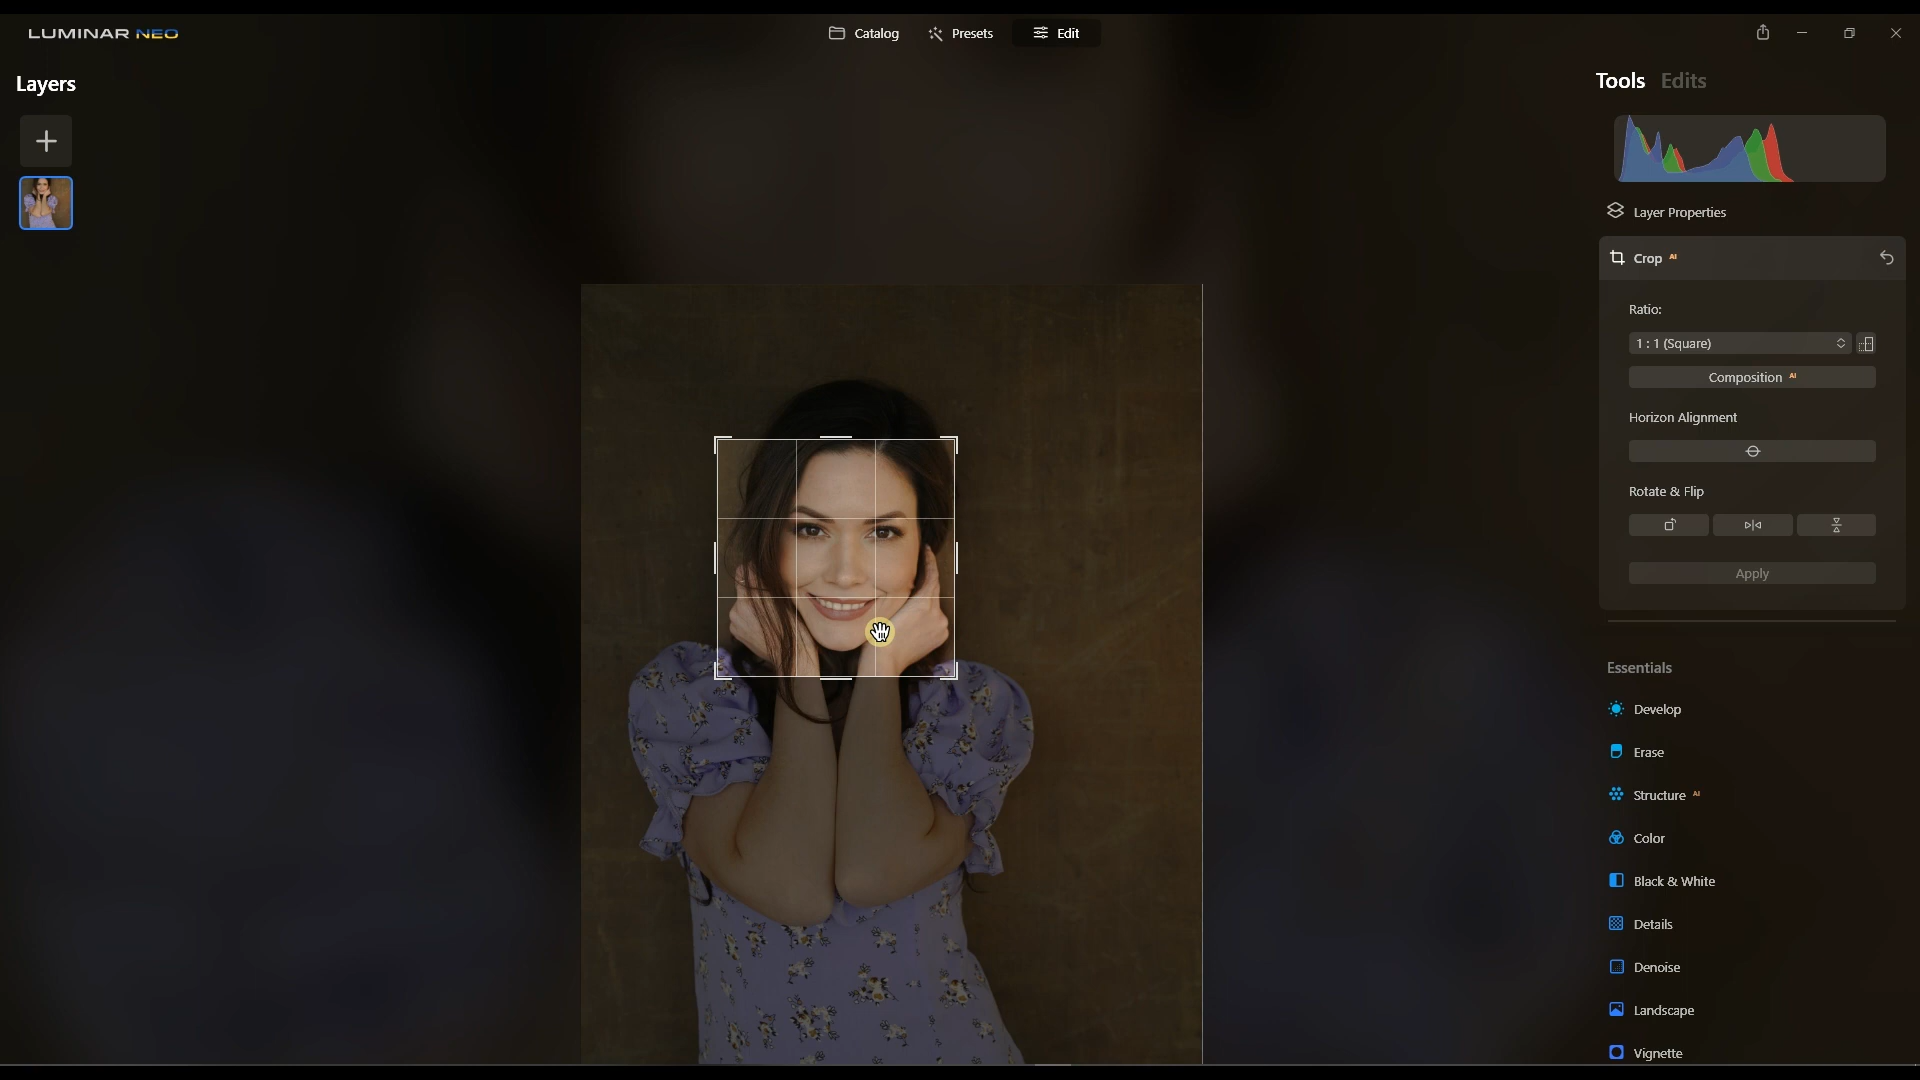 LUMINAR NEO
Catalog
Presets
Edit
Layers
Tools
Edits
Layer Properties
Crop AI
Ratio:
1 : 1 (Square)
Composition AI
Horizon Alignment
Rotate & Flip
Apply
Essentials
Develop
Erase
Structure AI
Color
Black & White
Details
Denoise
Landscape
Vignette